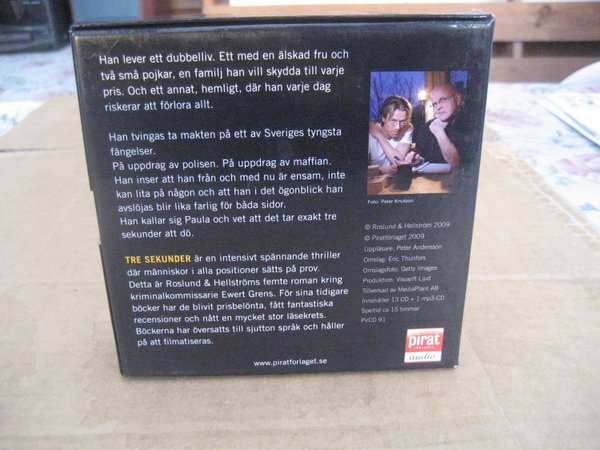 Han lever ett dubbelliv. Ett med en älskad fru och
två små pojkar, en familj han vill skydda till varje
pris. Och ett annat, hemligt, där han varje dag
riskerar att förlora allt.
Han tvingas ta makten på ett av Sveriges tyngsta
fängelser.
På uppdrag av polisen. På uppdrag av maffian.
Han inser att han från och med nu är ensam, inte
kan lita på någon och att han i det ögonblick han
avslöjas blir lika farlig för båda sidor.
Han kallar sig Paula och vet att det tar exakt tre
sekunder att dö.
TRE SEKUNDER är en intensivt spännande thriller
där människor i alla positioner sätts på prov.
Detta är Roslund & Hellströms femte roman kring
kriminalkommissarie Ewert Grens. För sina tidigare
böcker har de blivit prisbelönta, fått fantastiska
recensioner och nått en mycket stor läsekrets.
Böckerna har översatts till sjutton språk och håller
på att filmatiseras.
www.piratforlaget.se
Foto: Peter Knutson
© Roslund & Hellström 2009
© Piratförlaget 2009
Uppläsare: Peter Andersson
Omslag: Eric Thunfors
Omslagsfoto: Getty Images
Produktion: Visuellt Ljud
Tillverkad av MediaPlant AB
Innehåller 13 CD + 1 mp3-CD
Speltid ca 15 timmar
PirCD 91
pirat
FÖRLAGET
audio